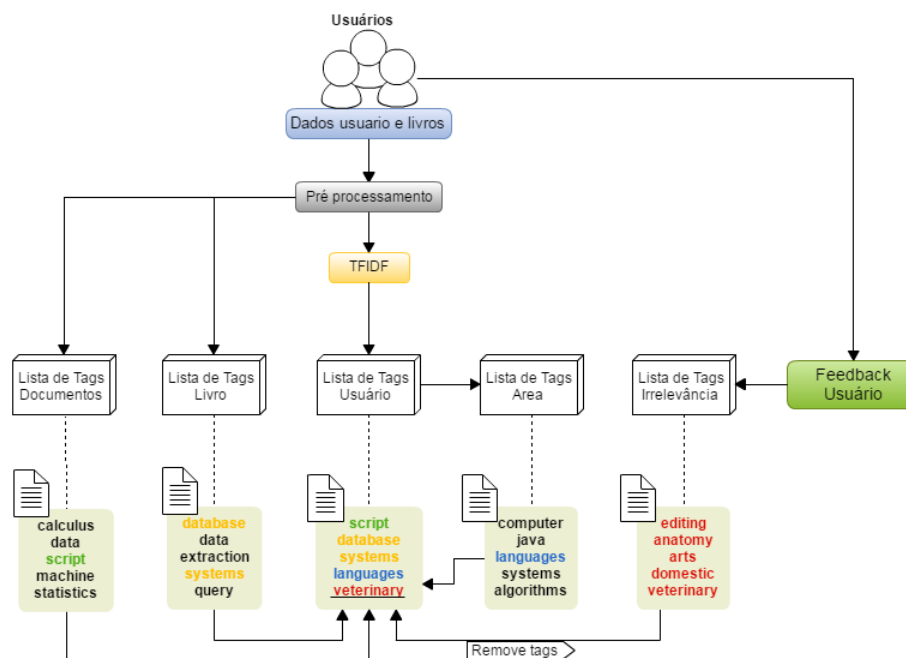 Usuários
Dados usuario e livros
Pré processamento
TFIDF
Lista de Tags
Documentos
Lista de Tags
Livro
Lista de Tags
Usuário
Lista de Tags
Area
Lista de Tags
Irrelevância
Feedback
Usuário
calculus
data
script
machine
statistics
database
data
extraction
systems
query
script
database
systems
languages
veterinary
computer
java
languages
systems
algorithms
editing
anatomy
arts
domestic
veterinary
Remove tags